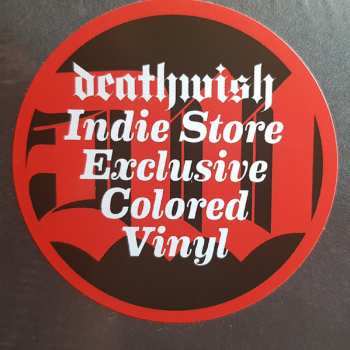 deathwish
Indie Store
Exclusive
Colored
Vinyl